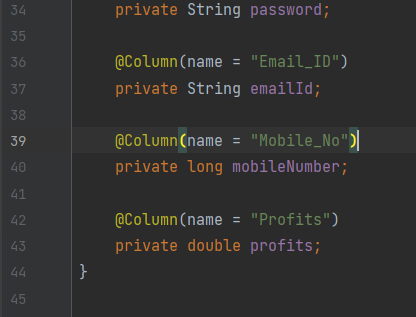 34 private String password;
35
36 @Column(name = "Email_ID")
37 private String emailId;
38
39 @Column(name = "Mobile_No")
40 private long mobileNumber;
41
42 @Column(name = "Profits")
43 private double profits;
44 }
45